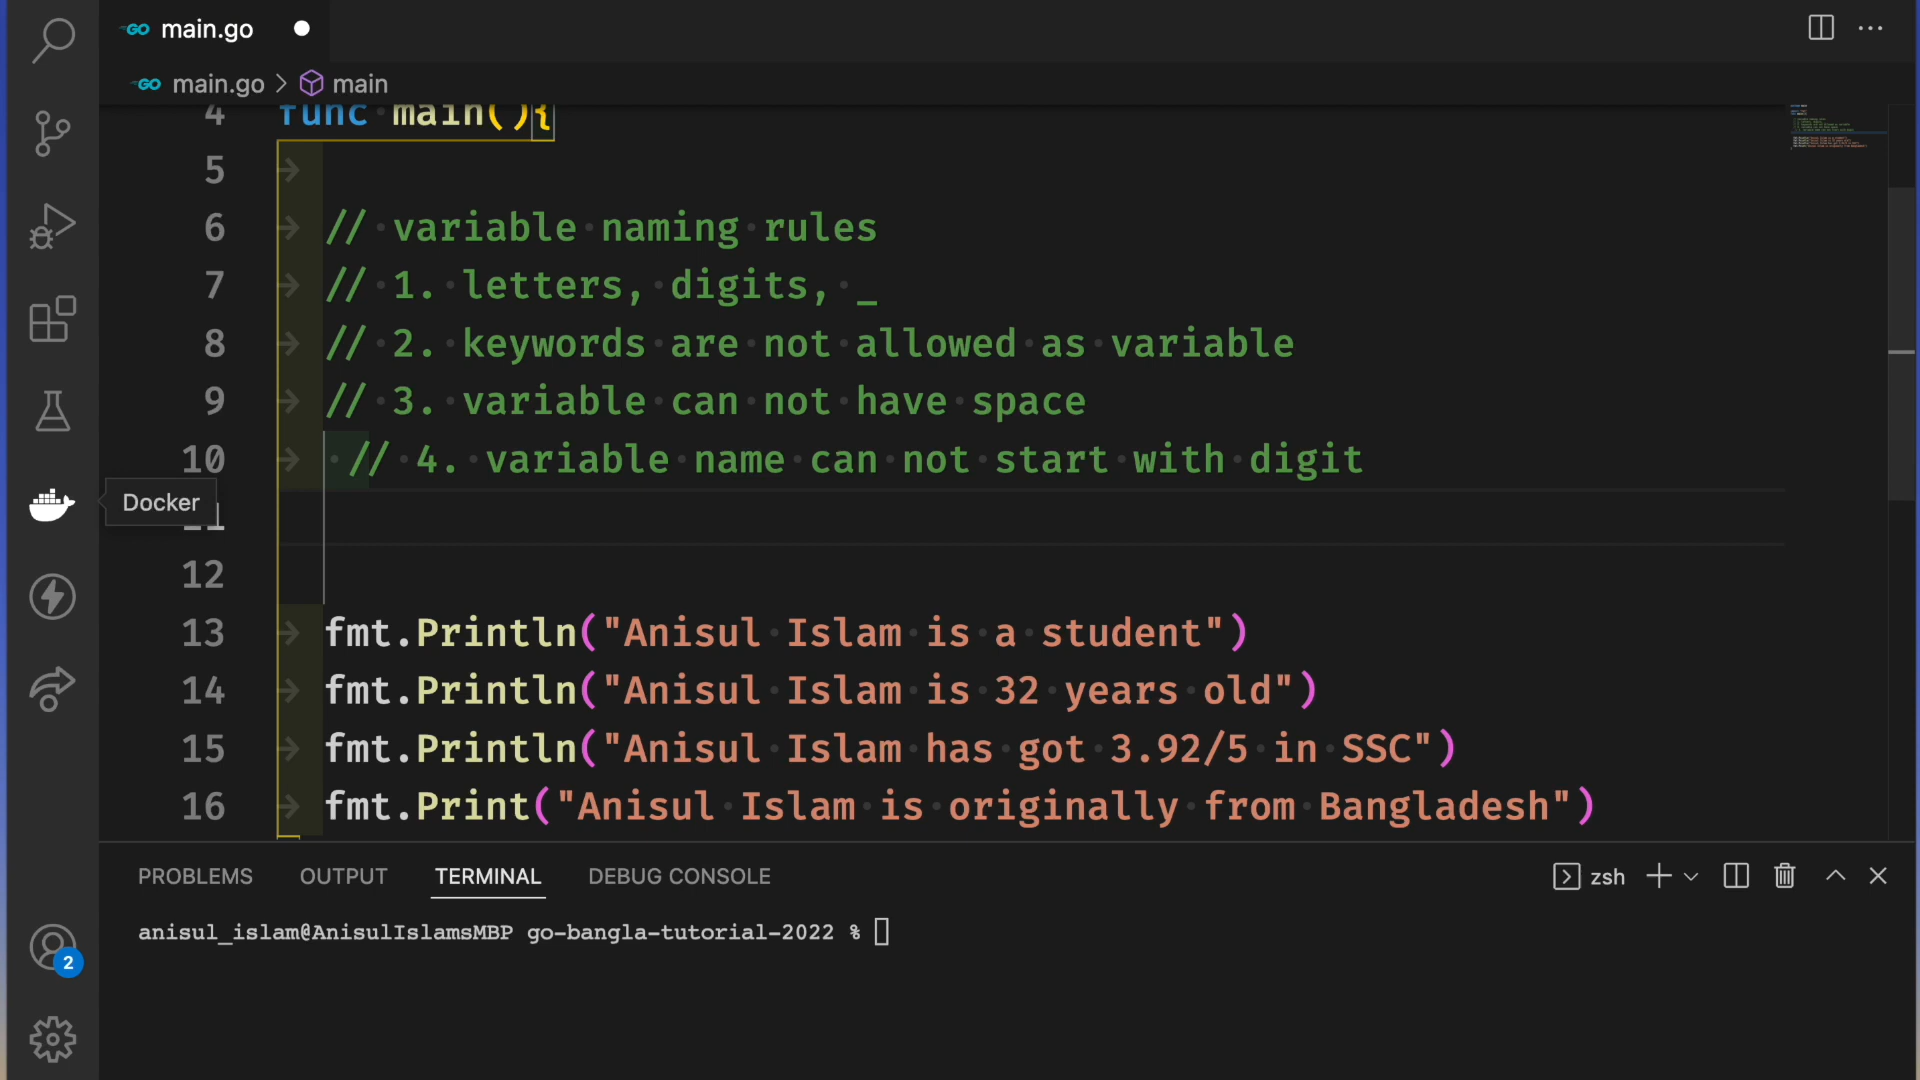 GO main.go
GO main.go > main
4 func main(){
5
6 // variable naming rules
7 // 1. letters, digits, _
8 // 2. keywords are not allowed as variable
9 // 3. variable can not have space
10 // 4. variable name can not start with digit
Docker
11
12
13 fmt.Println("Anisul Islam is a student")
14 fmt.Println("Anisul Islam is 32 years old")
15 fmt.Println("Anisul Islam has got 3.92/5 in SSC")
16 fmt.Print("Anisul Islam is originally from Bangladesh")
PROBLEMS OUTPUT TERMINAL DEBUG CONSOLE zsh
anisul_islam@AnisulIslamsMBP go-bangla-tutorial-2022 %
2